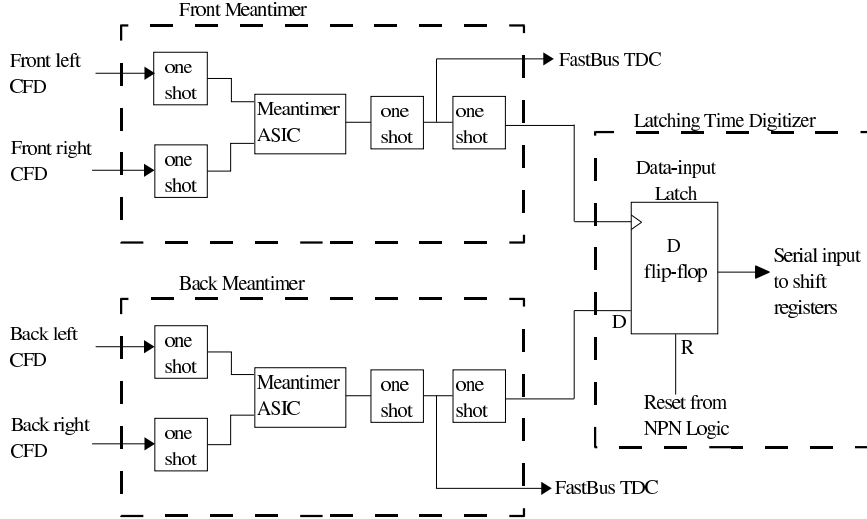 Front Meantimer
Front left
CFD
one
shot
Front right
CFD
one
shot
Meantimer
ASIC
one
shot
one
shot
FastBus TDC
Back Meantimer
Back left
CFD
one
shot
Back right
CFD
one
shot
Meantimer
ASIC
one
shot
one
shot
FastBus TDC
Latching Time Digitizer
Data-input
Latch
D
flip-flop
D
R
Reset from
NPN Logic
Serial input
to shift
registers